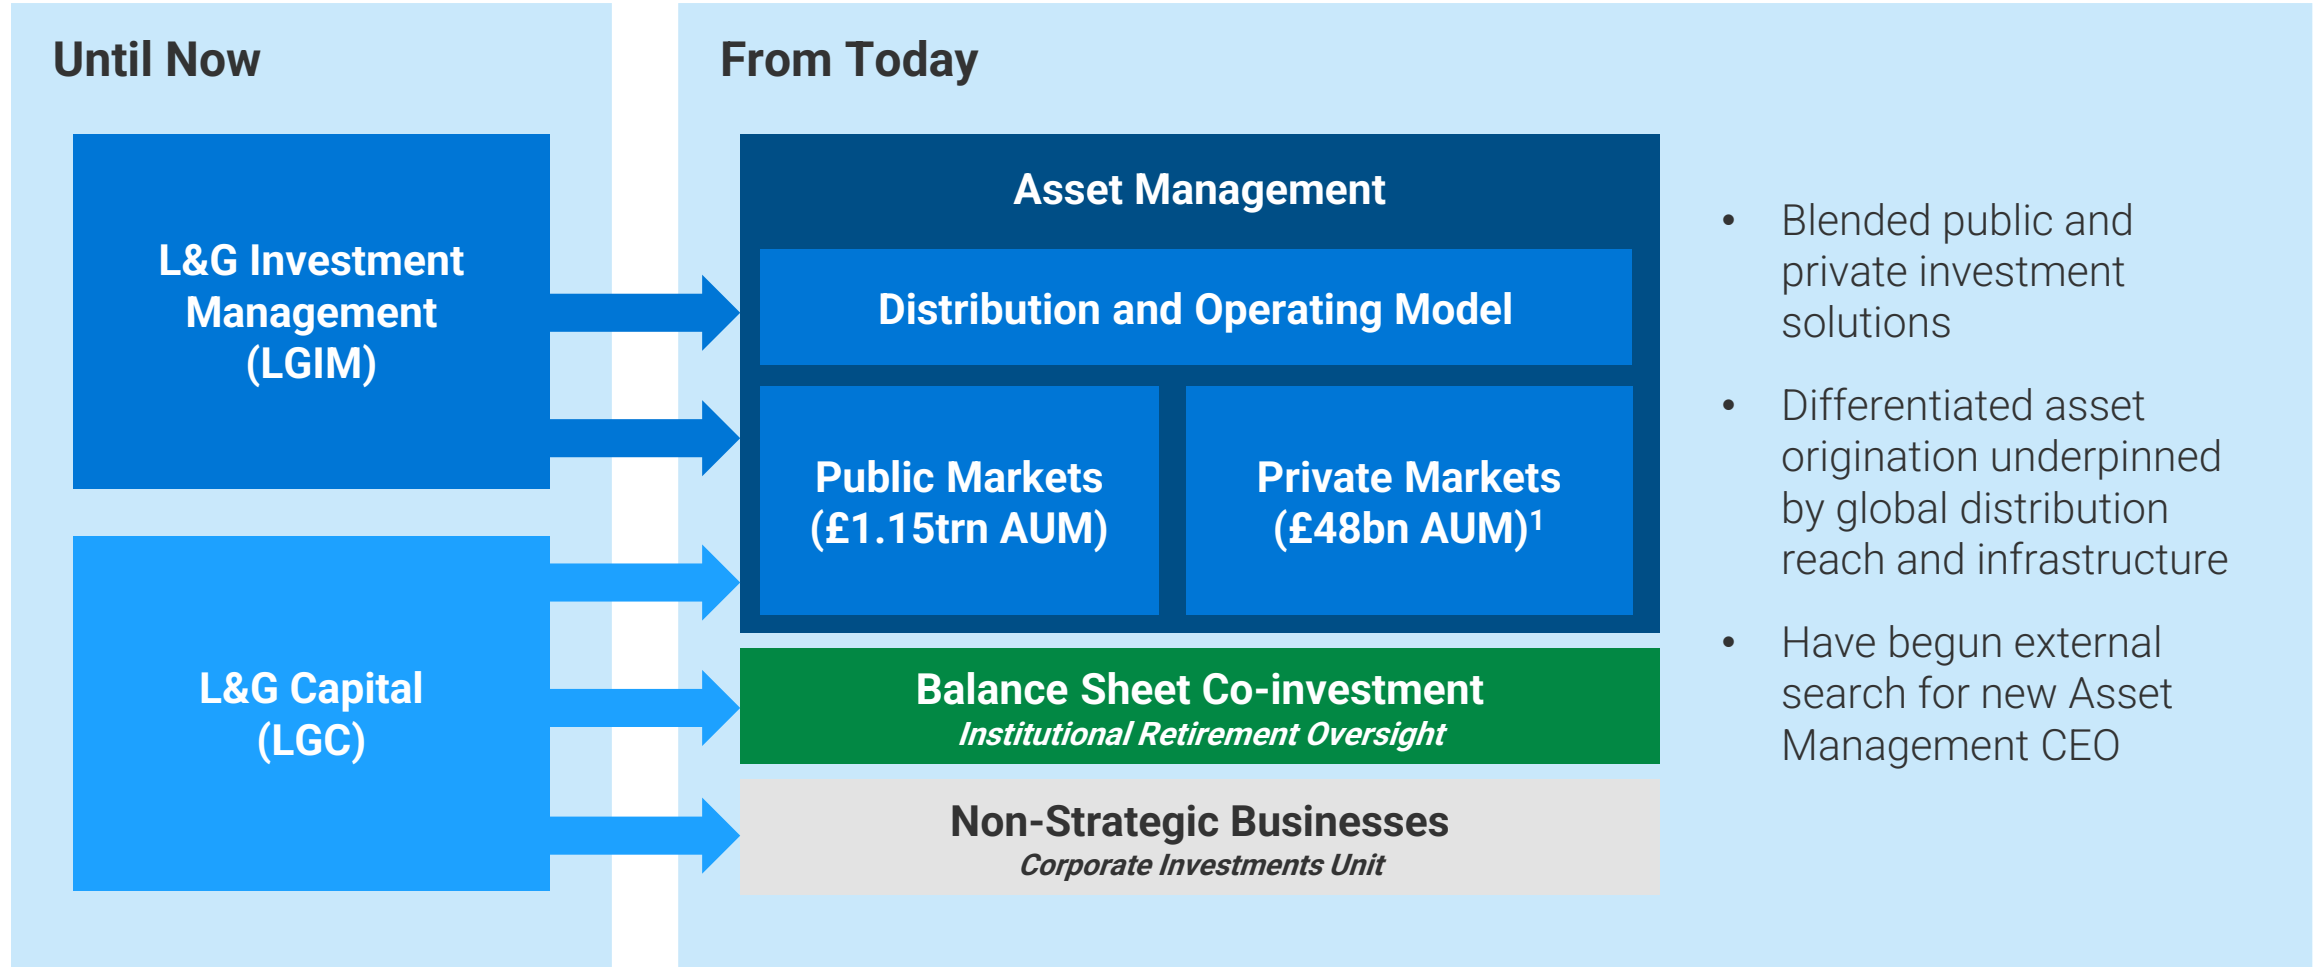 Until Now
L&G Investment
Management
(LGIM)
L&G Capital
(LGC)
From Today
Asset Management
Distribution and Operating Model
Public Markets
(£1.15trn AUM)
Private Markets
(£48bn AUM)¹
Balance Sheet Co-investment
Institutional Retirement Oversight
Non-Strategic Businesses
Corporate Investments Unit
• Blended public and
private investment
solutions
• Differentiated asset
origination underpinned
by global distribution
reach and infrastructure
• Have begun external
search for new Asset
Management CEO